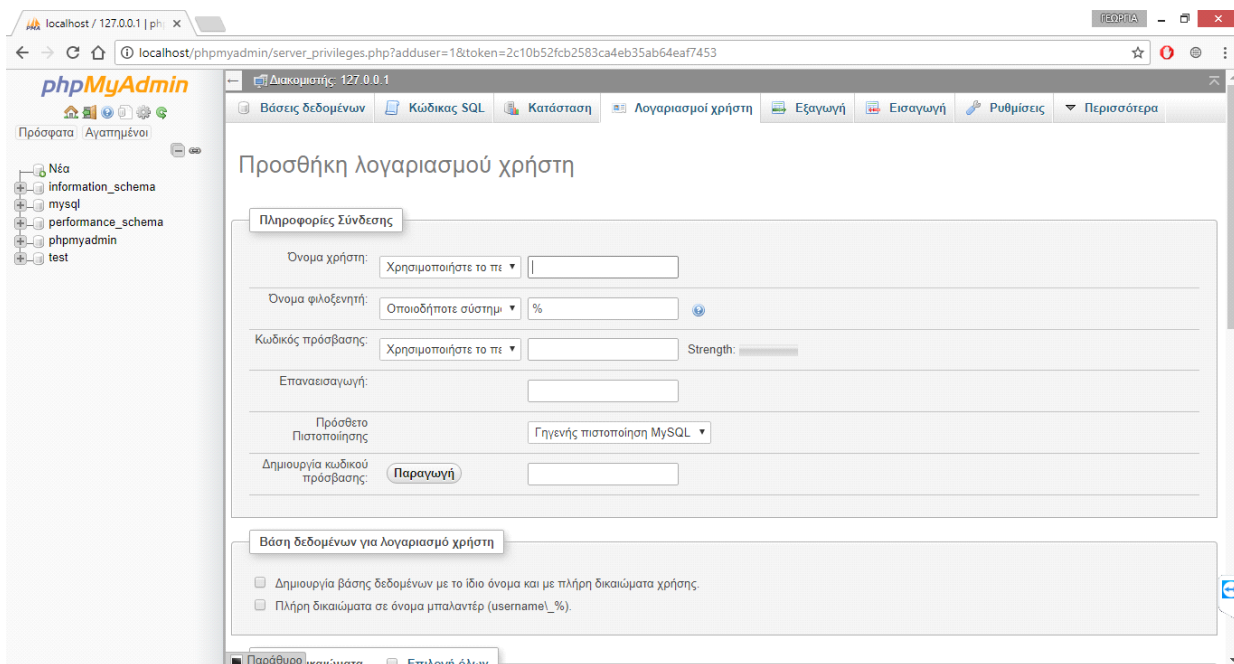 localhost / 127.0.0.1 | ph
ΓΕΩΡΓΙΑ
localhost/phpmyadmin/server_privileges.php?adduser=1&token=2c10b52fcb2583ca4eb35ab64eaf7453
phpMyAdmin
Πρόσφατα Αγαπημένοι
Νέα
information_schema
mysql
performance_schema
phpmyadmin
test
Διακομιστής: 127.0.0.1
Βάσεις δεδομένων Κώδικας SQL Κατάσταση Λογαριασμοί χρήστη Εξαγωγή Εισαγωγή Ρυθμίσεις Περισσότερα
Προσθήκη λογαριασμού χρήστη
Πληροφορίες Σύνδεσης
Όνομα χρήστη: Χρησιμοποιήστε το πε
Όνομα φιλοξενητή: Οποιοδήποτε σύστημ %
Κωδικός πρόσβασης: Χρησιμοποιήστε το πε Strength:
Επαναεισαγωγή:
Πρόσθετο
Πιστοποίησης Γηγενής πιστοποίηση MySQL
Δημιουργία κωδικού
πρόσβασης: Παραγωγή
Βάση δεδομένων για λογαριασμό χρήστη
Δημιουργία βάσης δεδομένων με το ίδιο όνομα και με πλήρη δικαιώματα χρήσης.
Πλήρη δικαιώματα σε όνομα μπαλαντέρ (username\_%).
Παράθυρο Επιλογή όλων